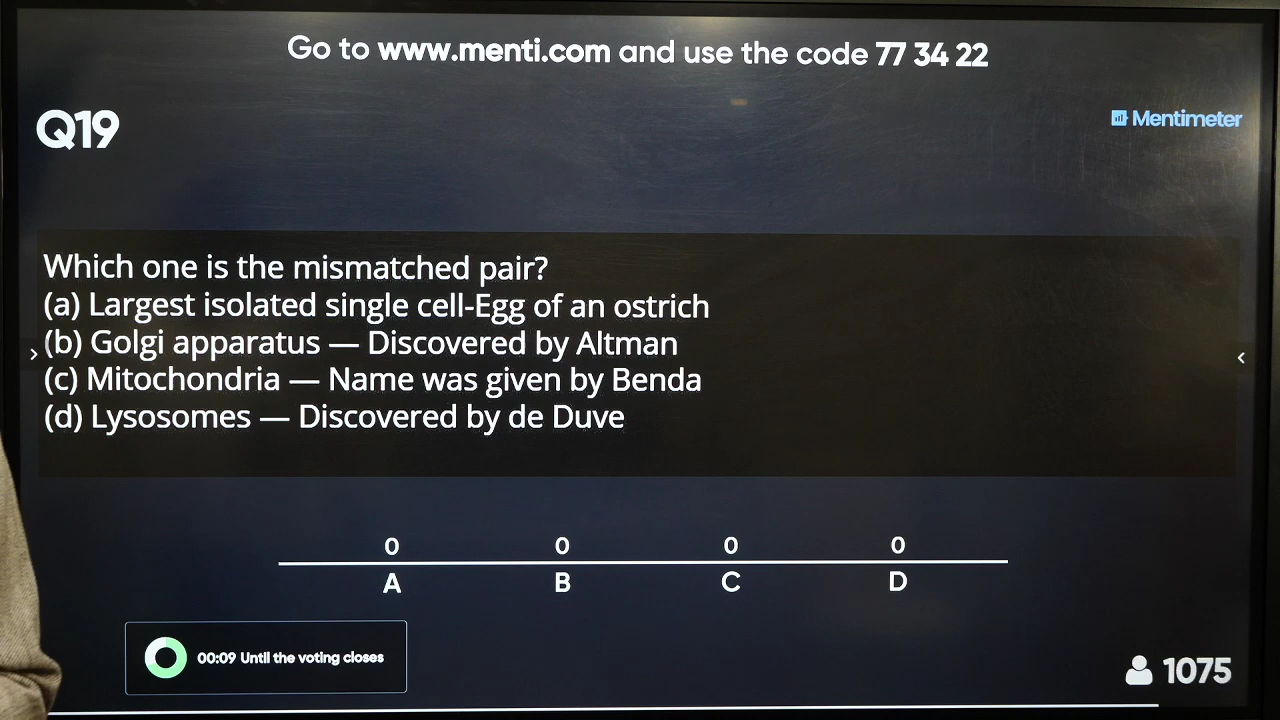 Go to www.menti.com and use the code 77 34 22
Q19
Mentimeter
Which one is the mismatched pair?
(a) Largest isolated single cell-Egg of an ostrich
(b) Golgi apparatus — Discovered by Altman
(c) Mitochondria — Name was given by Benda
(d) Lysosomes — Discovered by de Duve
0 0 0 0
A B C D
00:09 Until the voting closes
1075